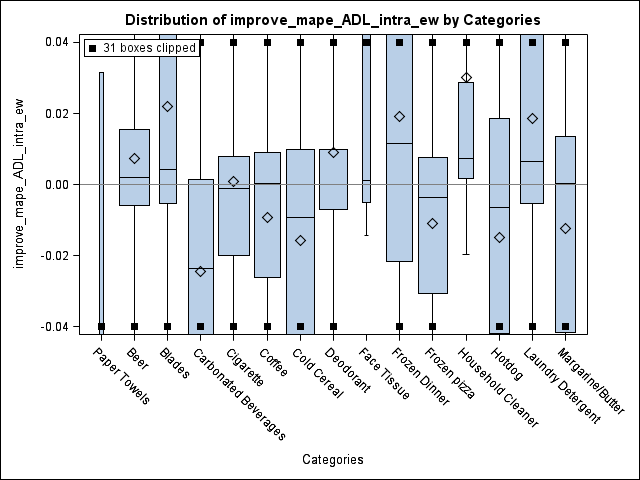 Distribution of improve_mape_ADL_intra_ew by Categories
31 boxes clipped
improve_mape_ADL_intra_ew
0.04
0.02
0.00
-0.02
-0.04
Paper Towels
Beer
Blades
Carbonated Beverages
Cigarette
Coffee
Cold Cereal
Deodorant
Face Tissue
Frozen Dinner
Frozen pizza
Household Cleaner
Hotdog
Laundry Detergent
Margarine/Butter
Categories